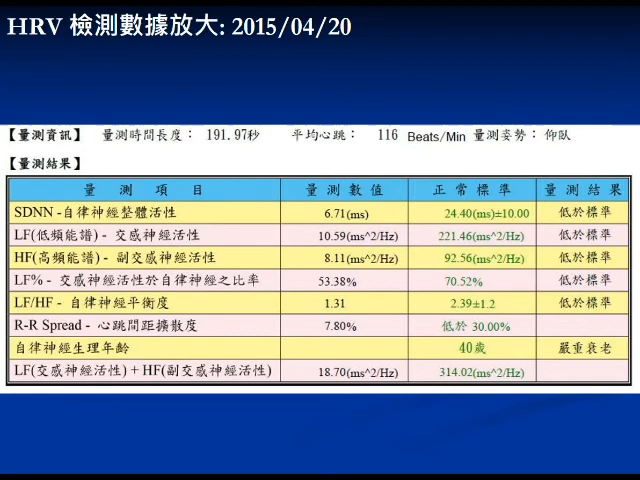 HRV 檢測數據放大: 2015/04/20
【量測資訊】 量測時間長度： 191.97秒 平均心跳： 116 Beats/Min 量測姿勢： 仰臥
【量測結果】
量 測 項 目 量 測 數 值 正 常 標 準 量 測 結 果
SDNN -自律神經整體活性 6.71(ms) 24.40(ms)±10.00 低於標準
LF(低頻能譜) - 交感神經活性 10.59(ms^2/Hz) 221.46(ms^2/Hz) 低於標準
HF(高頻能譜) - 副交感神經活性 8.11(ms^2/Hz) 92.56(ms^2/Hz) 低於標準
LF% - 交感神經活性於自律神經之比率 53.38% 70.52% 低於標準
LF/HF - 自律神經平衡度 1.31 2.39±1.2 低於標準
R-R Spread - 心跳間距擴散度 7.80% 低於 30.00%
自律神經生理年齡 40歲 嚴重衰老
LF(交感神經活性) + HF(副交感神經活性) 18.70(ms^2/Hz) 314.02(ms^2/Hz)